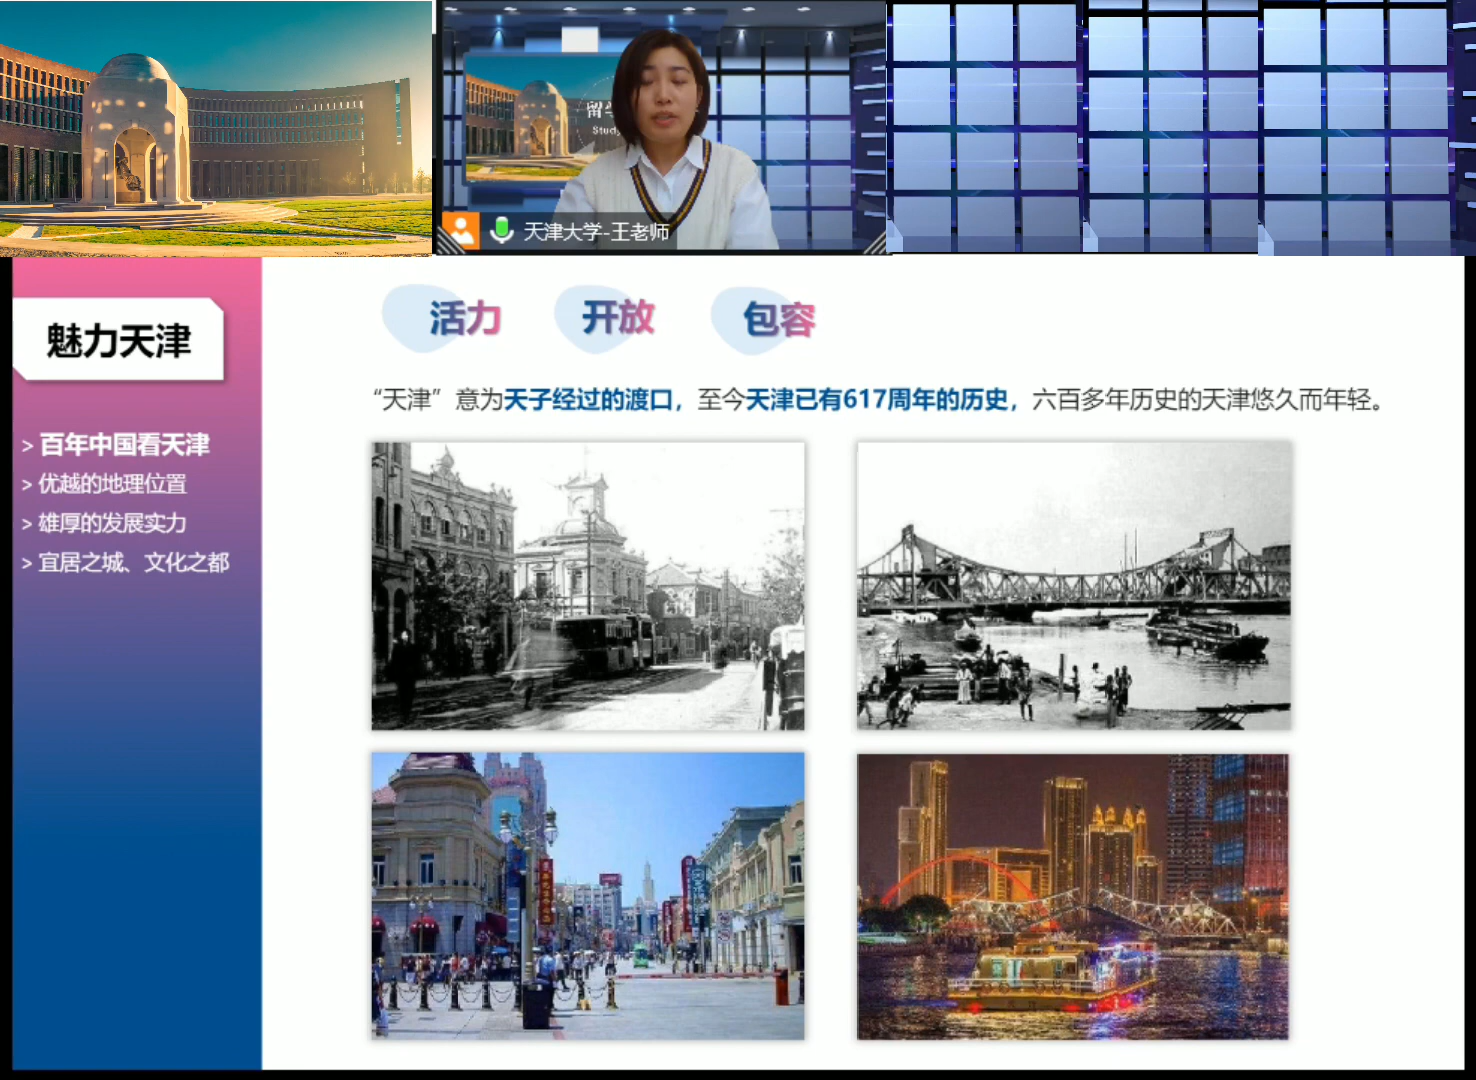 留
Study
天津大学-王老师
魅力天津
> 百年中国看天津
> 优越的地理位置
> 雄厚的发展实力
> 宜居之城、文化之都
活力 开放 包容
“天津”意为天子经过的渡口，至今天津已有617周年的历史，六百多年历史的天津悠久而年轻。